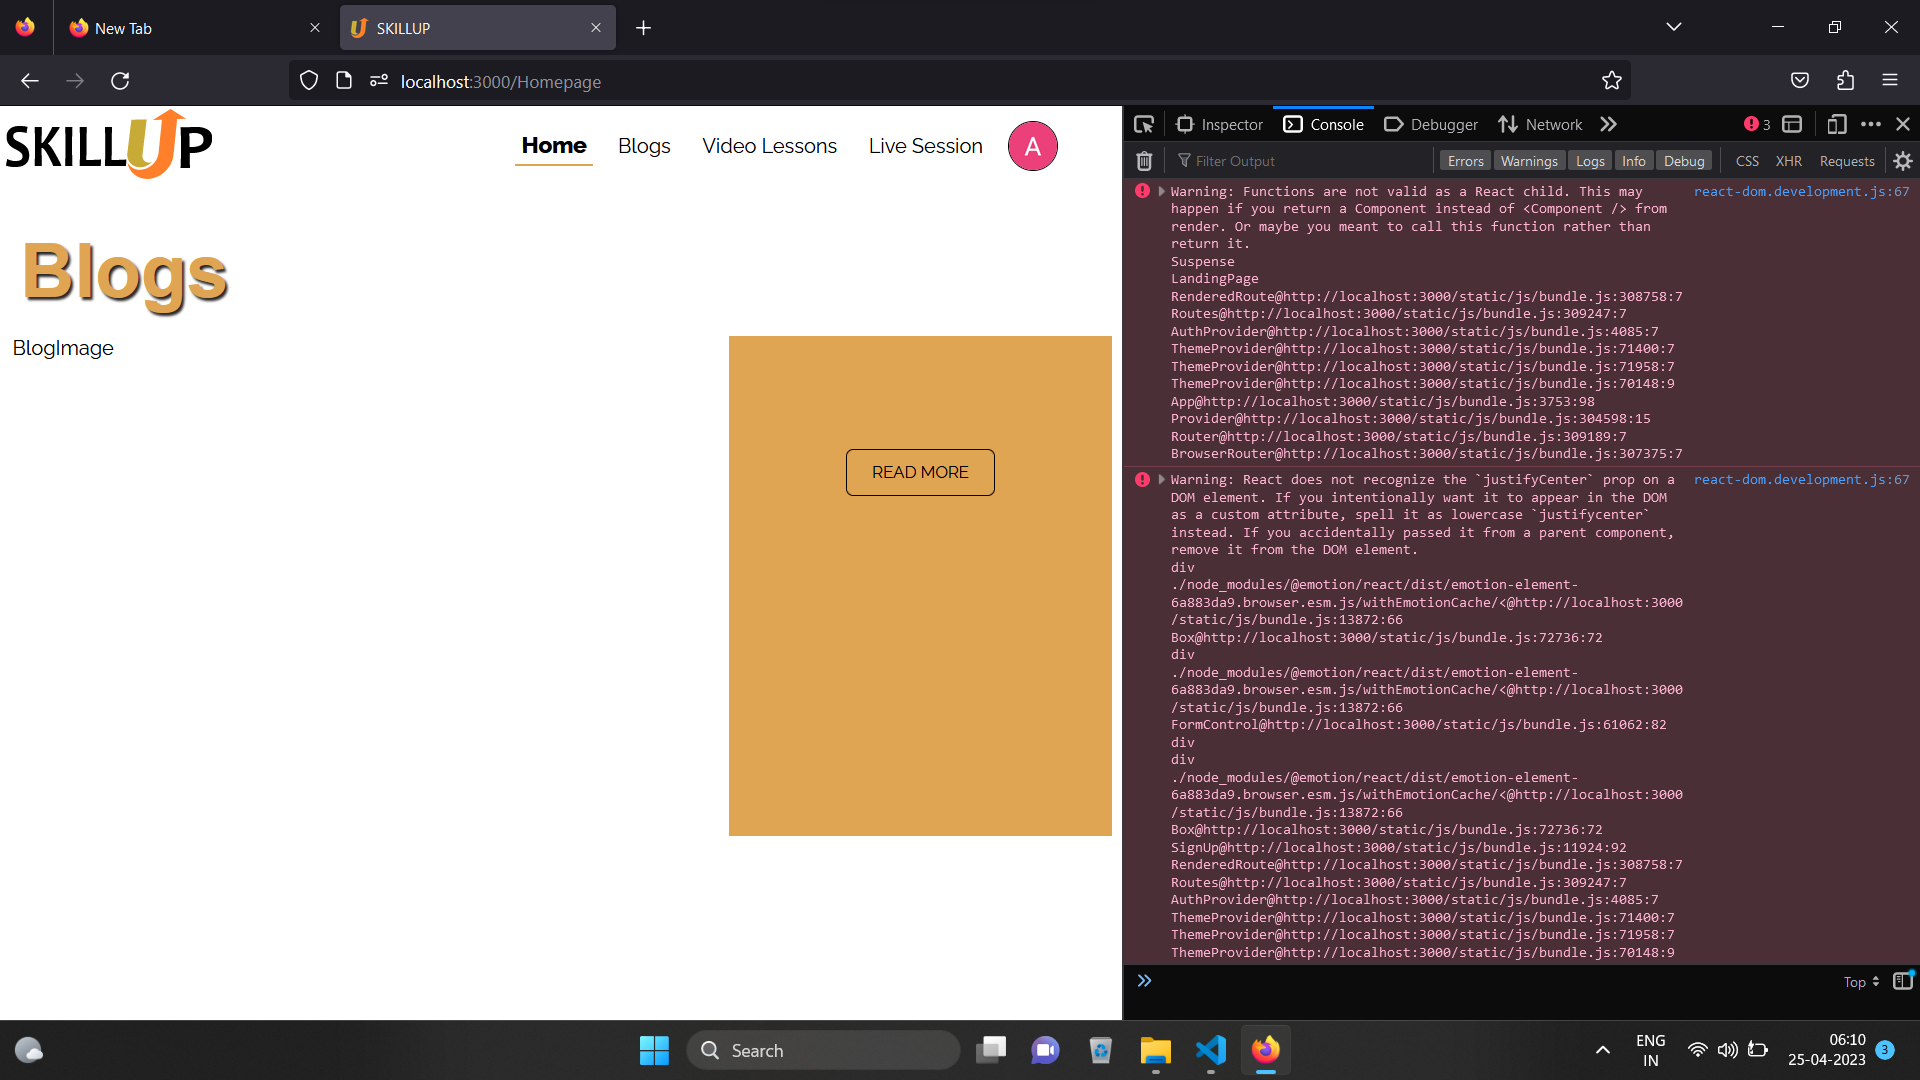 New Tab
SKILLUP
localhost:3000/Homepage
SKILLUP
Home
Blogs
Video Lessons
Live Session
A
Blogs
BlogImage
READ MORE
Inspector
Console
Debugger
Network
3
Filter Output
Errors
Warnings
Logs
Info
Debug
CSS
XHR
Requests
Warning: Functions are not valid as a React child. This may react-dom.development.js:67
happen if you return a Component instead of <Component /> from
render. Or maybe you meant to call this function rather than
return it.
Suspense
LandingPage
RenderedRoute@http://localhost:3000/static/js/bundle.js:308758:7
Routes@http://localhost:3000/static/js/bundle.js:309247:7
AuthProvider@http://localhost:3000/static/js/bundle.js:4085:7
ThemeProvider@http://localhost:3000/static/js/bundle.js:71400:7
ThemeProvider@http://localhost:3000/static/js/bundle.js:71958:7
ThemeProvider@http://localhost:3000/static/js/bundle.js:70148:9
App@http://localhost:3000/static/js/bundle.js:3753:98
Provider@http://localhost:3000/static/js/bundle.js:304598:15
Router@http://localhost:3000/static/js/bundle.js:309189:7
BrowserRouter@http://localhost:3000/static/js/bundle.js:307375:7
Warning: React does not recognize the `justifyCenter` prop on a react-dom.development.js:67
DOM element. If you intentionally want it to appear in the DOM
as a custom attribute, spell it as lowercase `justifycenter`
instead. If you accidentally passed it from a parent component,
remove it from the DOM element.
div
./node_modules/@emotion/react/dist/emotion-element-
6a883da9.browser.esm.js/withEmotionCache/<@http://localhost:3000
/static/js/bundle.js:13872:66
Box@http://localhost:3000/static/js/bundle.js:72736:72
div
./node_modules/@emotion/react/dist/emotion-element-
6a883da9.browser.esm.js/withEmotionCache/<@http://localhost:3000
/static/js/bundle.js:13872:66
FormControl@http://localhost:3000/static/js/bundle.js:61062:82
div
div
./node_modules/@emotion/react/dist/emotion-element-
6a883da9.browser.esm.js/withEmotionCache/<@http://localhost:3000
/static/js/bundle.js:13872:66
Box@http://localhost:3000/static/js/bundle.js:72736:72
SignUp@http://localhost:3000/static/js/bundle.js:11924:92
RenderedRoute@http://localhost:3000/static/js/bundle.js:308758:7
Routes@http://localhost:3000/static/js/bundle.js:309247:7
AuthProvider@http://localhost:3000/static/js/bundle.js:4085:7
ThemeProvider@http://localhost:3000/static/js/bundle.js:71400:7
ThemeProvider@http://localhost:3000/static/js/bundle.js:71958:7
ThemeProvider@http://localhost:3000/static/js/bundle.js:70148:9
Top
Search
ENG
IN
06:10
25-04-2023
3